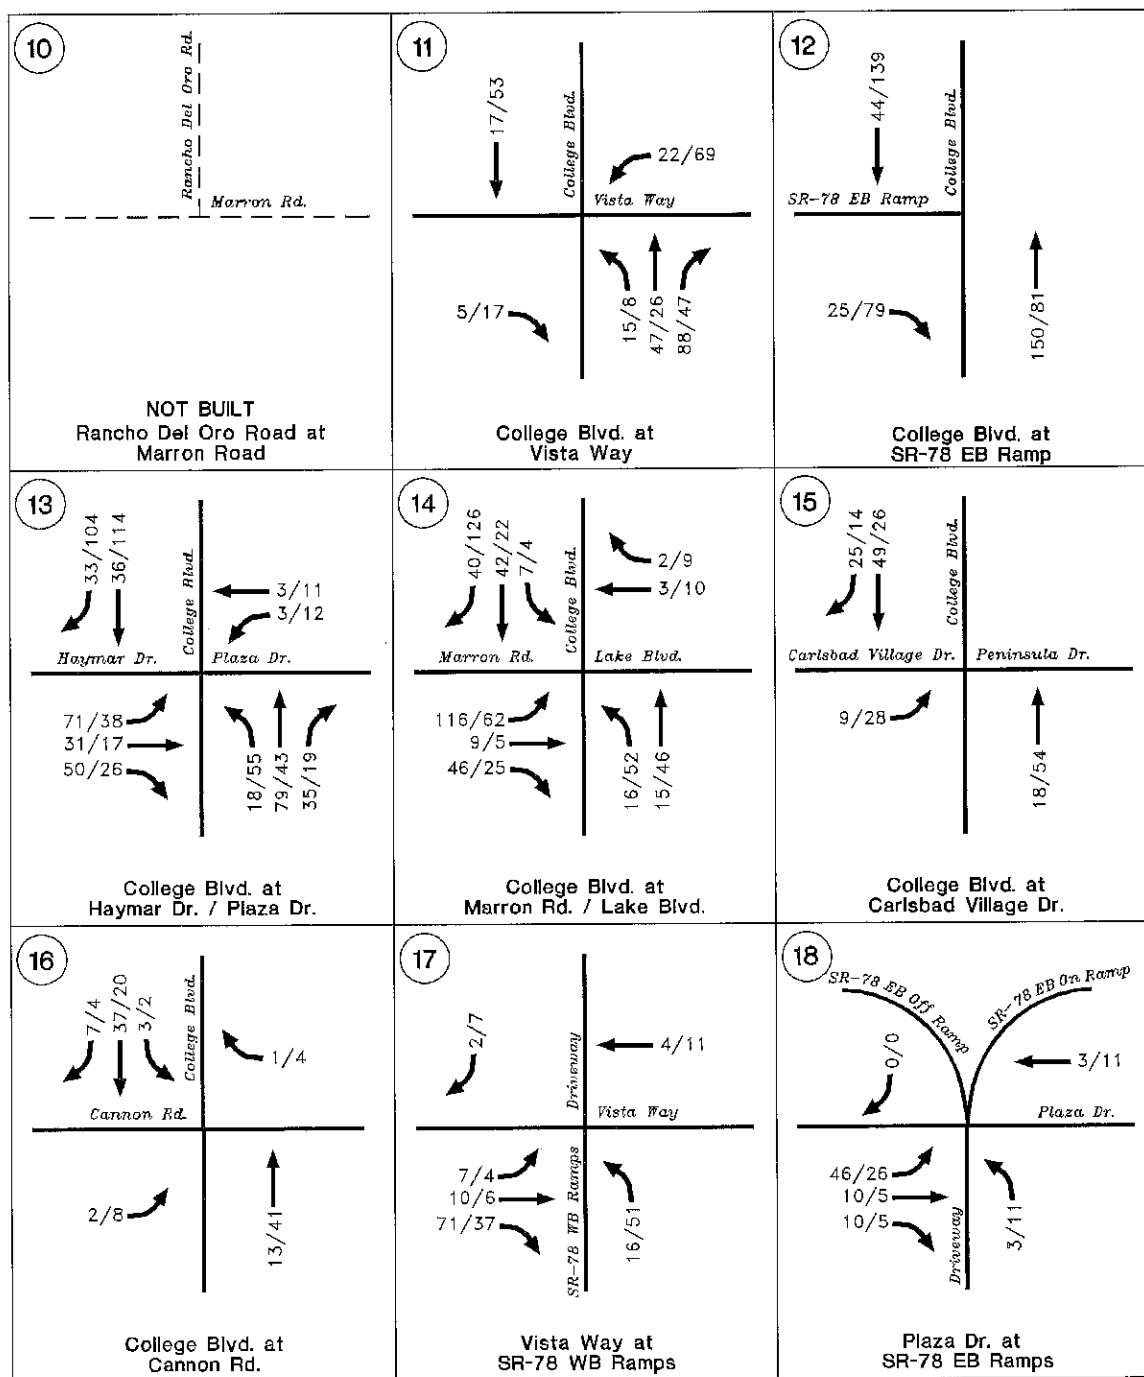 10
Rancho Del Oro Rd.
Marron Rd.
NOT BUILT
Rancho Del Oro Road at
Marron Road
11
17/53
College Blvd.
22/69
Vista Way
5/17
15/8
47/26
88/47
College Blvd. at
Vista Way
12
44/139
College Blvd.
SR-78 EB Ramp
25/79
150/81
College Blvd. at
SR-78 EB Ramp
13
33/104
36/114
College Blvd.
3/11
3/12
Haymar Dr.
Plaza Dr.
71/38
31/17
50/26
18/55
79/43
35/19
College Blvd. at
Haymar Dr. / Plaza Dr.
14
40/126
42/22
7/4
College Blvd.
2/9
3/10
Marron Rd.
Lake Blvd.
116/62
9/5
46/25
16/52
15/46
College Blvd. at
Marron Rd. / Lake Blvd.
15
25/14
49/26
College Blvd.
Carlsbad Village Dr.
Peninsula Dr.
9/28
18/54
College Blvd. at
Carlsbad Village Dr.
16
7/4
37/20
3/2
College Blvd.
1/4
Cannon Rd.
2/8
13/41
College Blvd. at
Cannon Rd.
17
2/7
Driveway
4/11
Vista Way
7/4
10/6
71/37
SR-78 WB Ramps
16/51
Vista Way at
SR-78 WB Ramps
18
SR-78 EB Off Ramp
SR-78 EB On Ramp
0/0
3/11
Plaza Dr.
46/26
10/5
10/5
Driveway
3/11
Plaza Dr. at
SR-78 EB Ramps